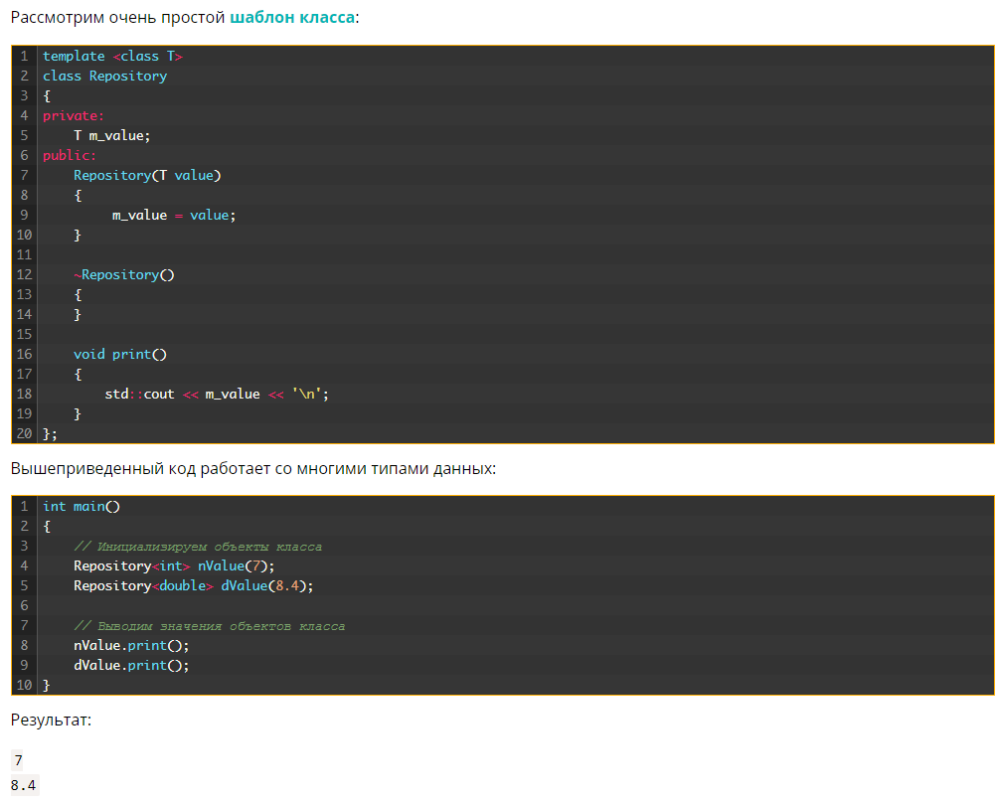 Рассмотрим очень простой шаблон класса:
1 template <class T>
2 class Repository
3 {
4 private:
5     T m_value;
6 public:
7     Repository(T value)
8     {
9          m_value = value;
10     }
11
12     ~Repository()
13     {
14     }
15
16     void print()
17     {
18         std::cout << m_value << '\n';
19     }
20 };
Вышеприведенный код работает со многими типами данных:
1 int main()
2 {
3     // Инициализируем объекты класса
4     Repository<int> nValue(7);
5     Repository<double> dValue(8.4);
6
7     // Выводим значения объектов класса
8     nValue.print();
9     dValue.print();
10 }
Результат:
7
8.4